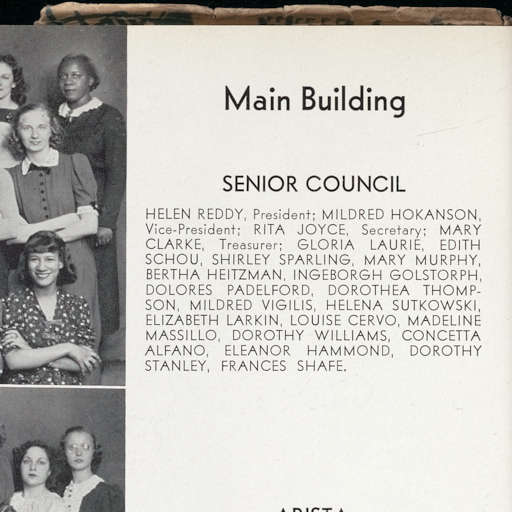 Main Building
SENIOR COUNCIL
HELEN REDDY, President; MILDRED HOKANSON,
Vice-President; RITA JOYCE, Secretary; MARY
CLARKE, Treasurer; GLORIA LAURIE, EDITH
SCHOU, SHIRLEY SPARLING, MARY MURPHY,
BERTHA HEITZMAN, INGEBORGH GOLSTORPH,
DOLORES PADELFORD, DOROTHEA THOMP-
SON, MILDRED VIGILIS, HELENA SUTKOWSKI,
ELIZABETH LARKIN, LOUISE CERVO, MADELINE
MASSILLO, DOROTHY WILLIAMS, CONCETTA
ALFANO, ELEANOR HAMMOND, DOROTHY
STANLEY, FRANCES SHAFE.
ARISTA